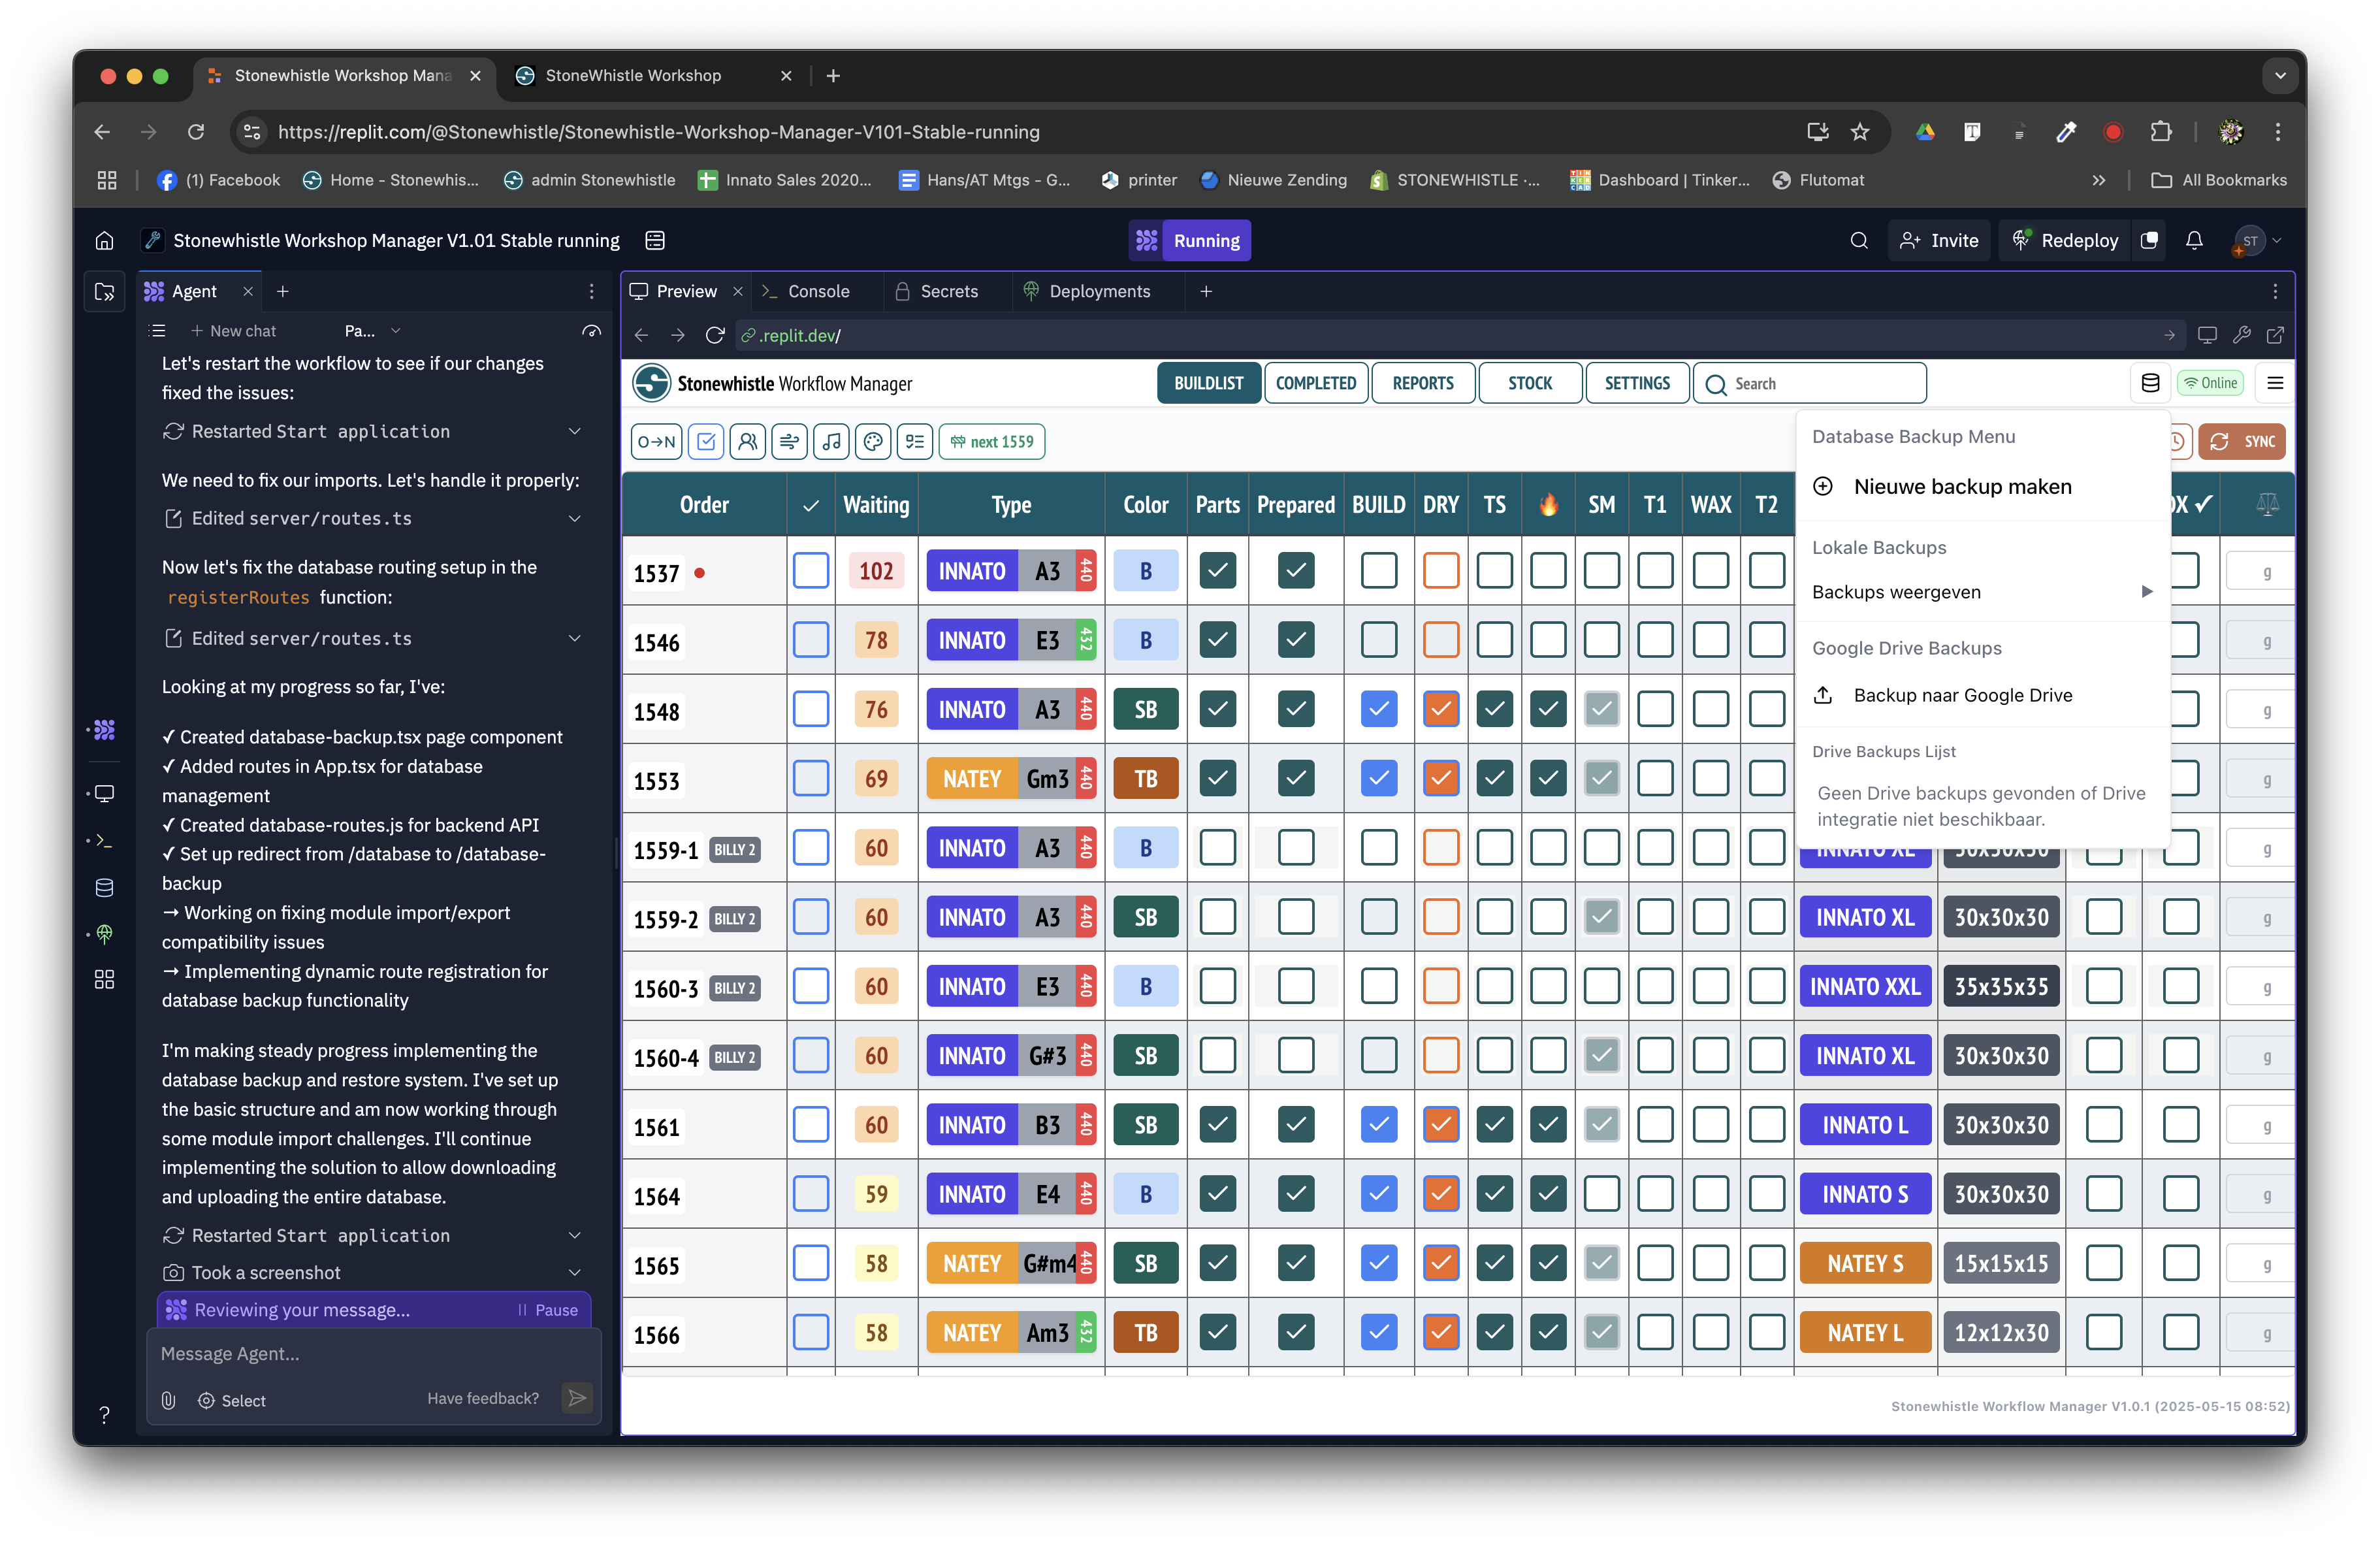 Stonewhistle Workshop Mana
StoneWhistle Workshop
https://replit.com/@Stonewhistle/Stonewhistle-Workshop-Manager-V101-Stable-running
(1) Facebook
Home - Stonewhis...
admin Stonewhistle
Innato Sales 2020...
Hans/AT Mtgs - G...
printer
Nieuwe Zending
STONEWHISTLE ·...
Dashboard | Tinker...
Flutomat
All Bookmarks
Stonewhistle Workshop Manager V1.01 Stable running
Running
Invite
Redeploy
ST
Agent
New chat
Pa...
Let's restart the workflow to see if our changes
fixed the issues:
Restarted Start application
We need to fix our imports. Let's handle it properly:
Edited server/routes.ts
Now let's fix the database routing setup in the
registerRoutes function:
Edited server/routes.ts
Looking at my progress so far, I've:
✓ Created database-backup.tsx page component
✓ Added routes in App.tsx for database
management
✓ Created database-routes.js for backend API
✓ Set up redirect from /database to /database-
backup
→ Working on fixing module import/export
compatibility issues
→ Implementing dynamic route registration for
database backup functionality
I'm making steady progress implementing the
database backup and restore system. I've set up
the basic structure and am now working through
some module import challenges. I'll continue
implementing the solution to allow downloading
and uploading the entire database.
Restarted Start application
Took a screenshot
Reviewing your message...
Pause
Message Agent...
Select
Have feedback?
Preview
Console
Secrets
Deployments
.replit.dev/
Stonewhistle Workflow Manager
BUILDLIST
COMPLETED
REPORTS
STOCK
SETTINGS
Search
Online
O→N
next 1559
SYNC
Database Backup Menu
Nieuwe backup maken
Lokale Backups
Backups weergeven
Google Drive Backups
Backup naar Google Drive
Drive Backups Lijst
Geen Drive backups gevonden of Drive
integratie niet beschikbaar.
Order ✓ Waiting Type Color Parts Prepared BUILD DRY TS 🔥 SM T1 WAX T2 OX ✓
1537 102 INNATO A3 440 B g
1546 78 INNATO E3 432 B g
1548 76 INNATO A3 440 SB g
1553 69 NATEY Gm3 440 TB g
1559-1 BILLY 2 60 INNATO A3 440 B INNATO XL 30x30x30 g
1559-2 BILLY 2 60 INNATO A3 440 SB INNATO XL 30x30x30 g
1560-3 BILLY 2 60 INNATO E3 440 B INNATO XXL 35x35x35 g
1560-4 BILLY 2 60 INNATO G#3 440 SB INNATO XL 30x30x30 g
1561 60 INNATO B3 440 SB INNATO L 30x30x30 g
1564 59 INNATO E4 440 B INNATO S 30x30x30 g
1565 58 NATEY G#m4 440 SB NATEY S 15x15x15 g
1566 58 NATEY Am3 432 TB NATEY L 12x12x30 g
Stonewhistle Workflow Manager V1.0.1 (2025-05-15 08:52)